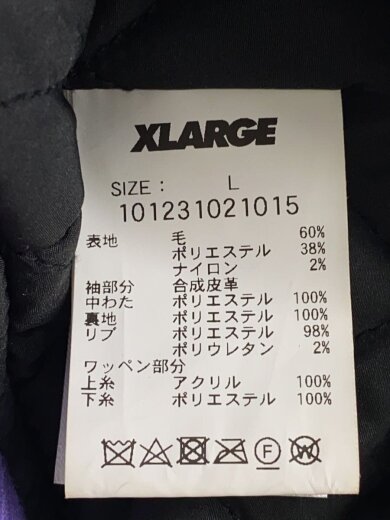 XLARGE
SIZE : L
101231021015
表地 毛 60%
ポリエステル 38%
ナイロン 2%
袖部分 合成皮革
中わた ポリエステル 100%
裏地 ポリエステル 100%
リブ ポリエステル 98%
ポリウレタン 2%
ワッペン部分
上糸 アクリル 100%
下糸 ポリエステル 100%
F W